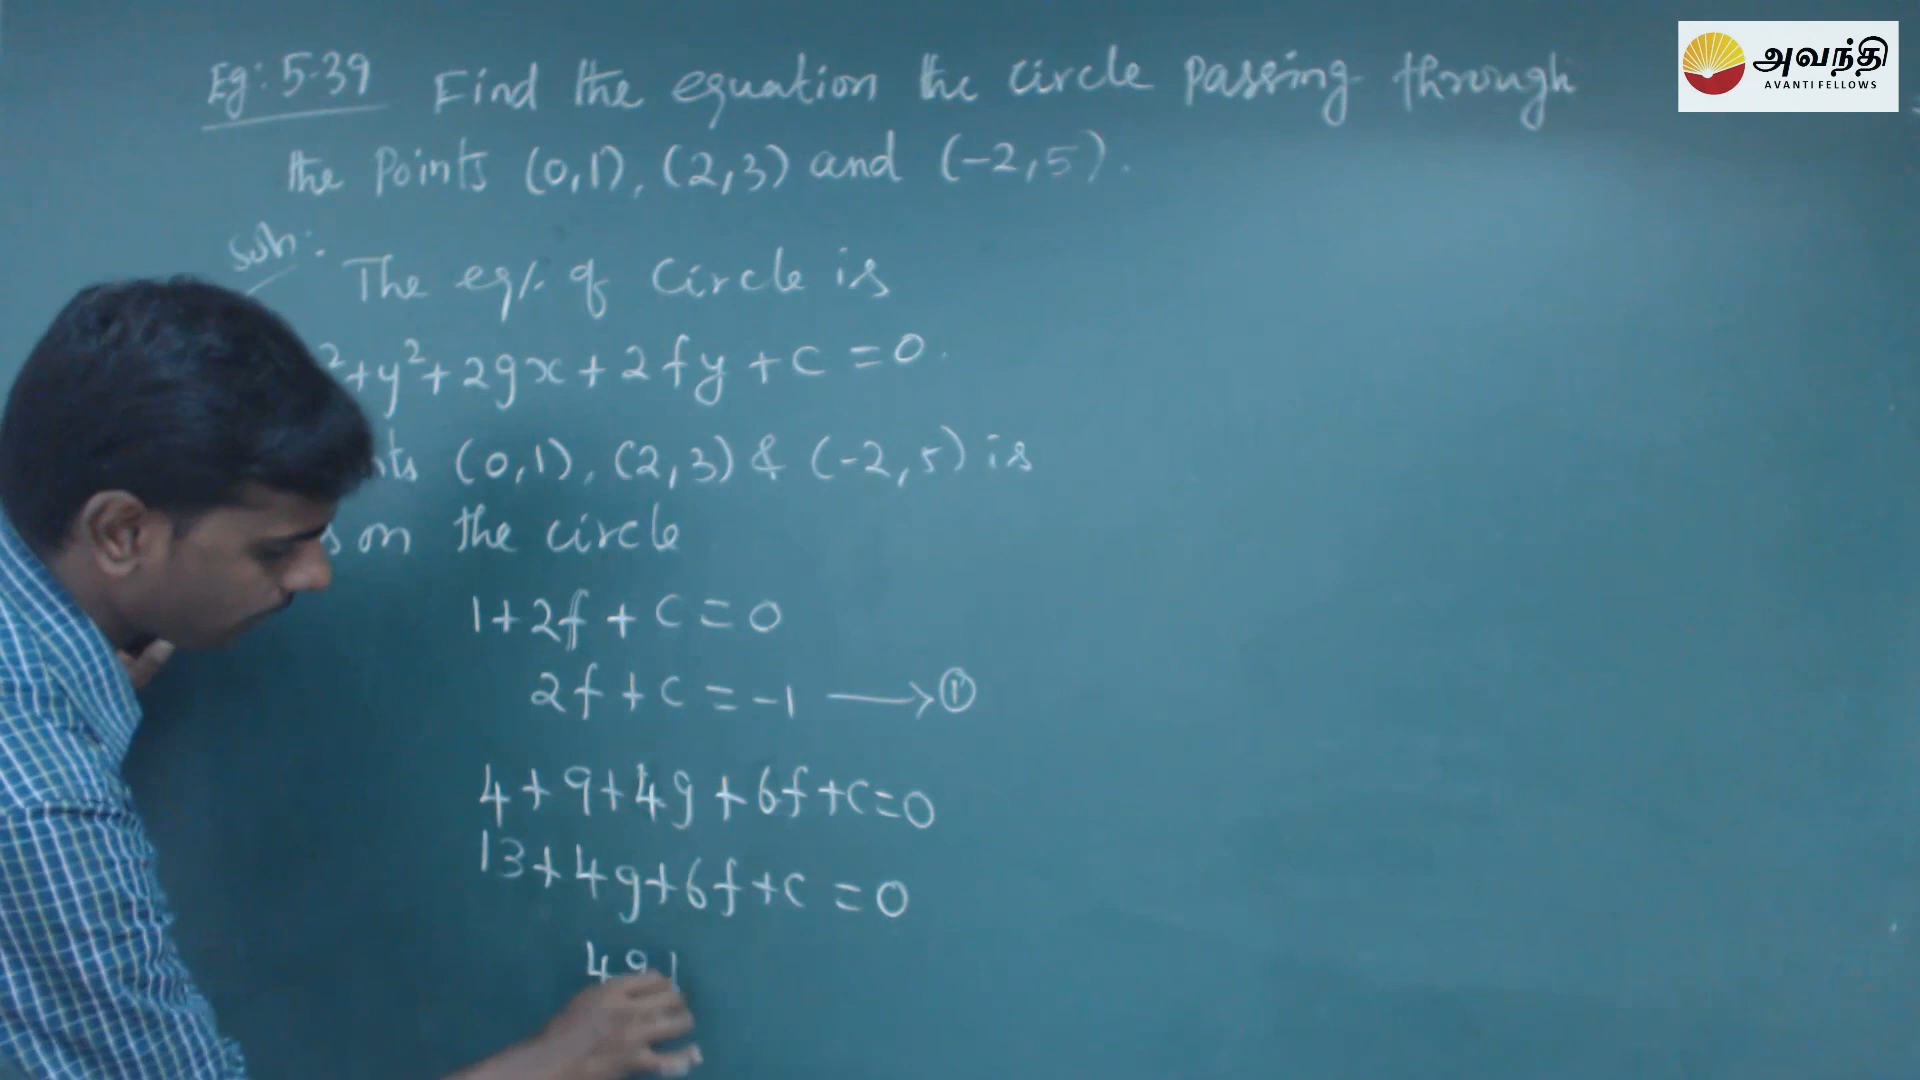 அவந்தி
AVANTI FELLOWS
Eg: 5.39 Find the equation the circle passing through
the points (0,1), (2,3) and (-2,5).
Soln:
The eq/. of circle is
²+y²+2gx+2fy+c=0.
ts (0,1), (2,3) & (-2,5) is
s on the circle
1+2f+c=0
2f+c=-1 ⟶①
4+9+4g+6f+c=0
13+4g+6f+c=0
4g+